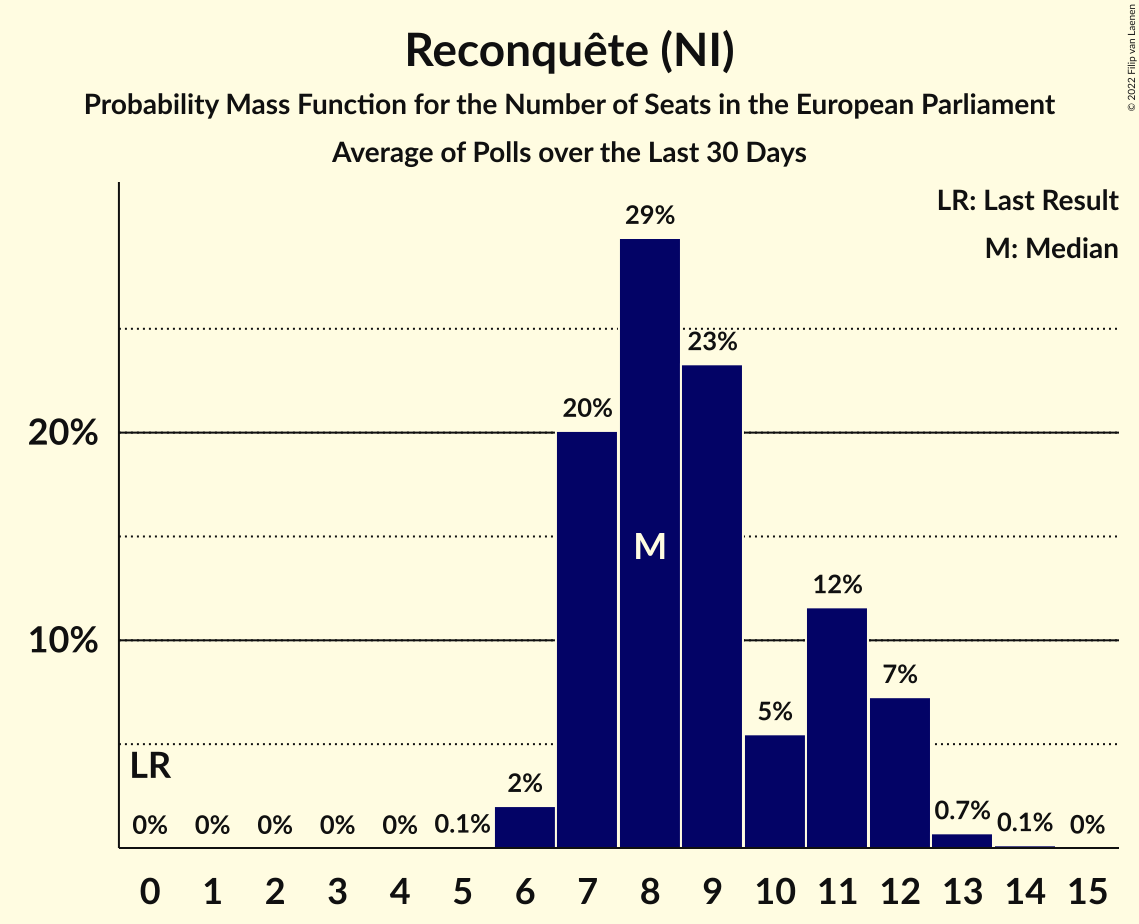 Reconquête (NI)
Probability Mass Function for the Number of Seats in the European Parliament
Average of Polls over the Last 30 Days
© 2022 Filip van Laenen
LR: Last Result
M: Median
20%
10%
LR
M
0% 0% 0% 0% 0% 0.1% 2% 20% 29% 23% 5% 12% 7% 0.7% 0.1% 0%
0 1 2 3 4 5 6 7 8 9 10 11 12 13 14 15